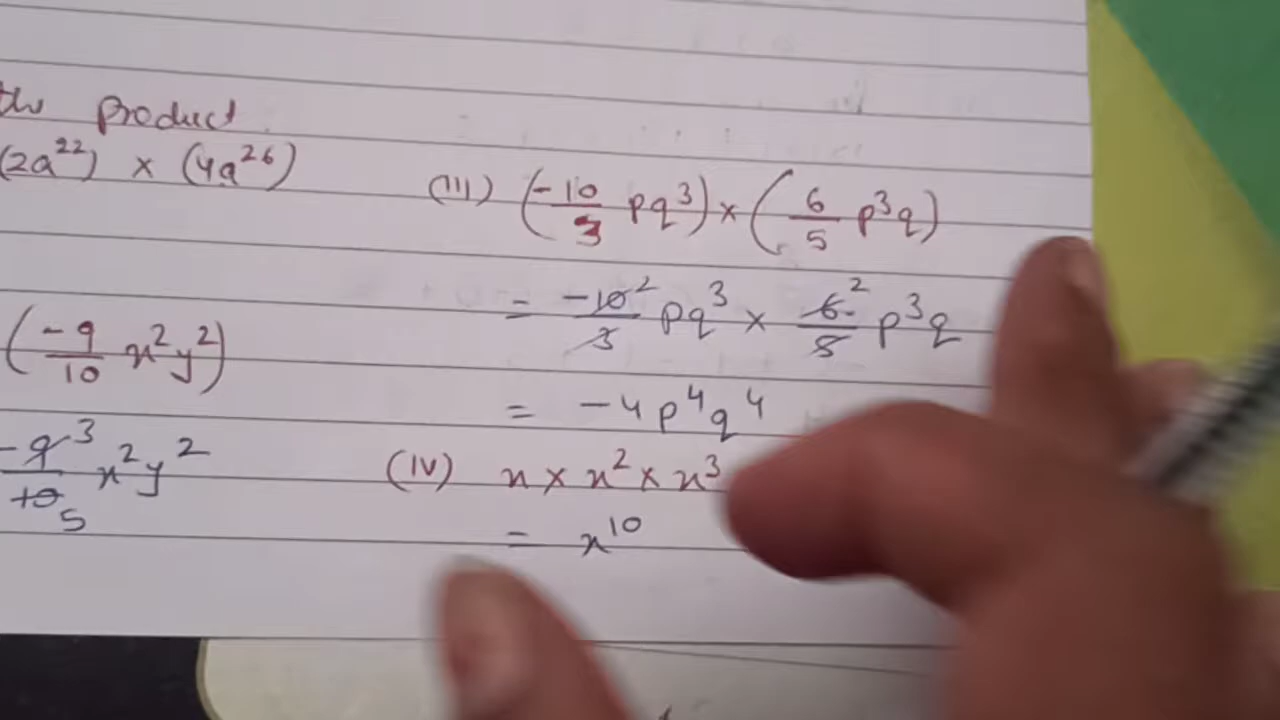 the Product
(2a²²) × (4a²⁶)
(-9/10 x²y²)
-9³/10₅ x²y²
(III) (-10/3 pq³) × (6/5 p³q)
= -10²/3 pq³ × 6²/5 p³q
= -4p⁴q⁴
(IV) x × x² × x³
= x¹⁰